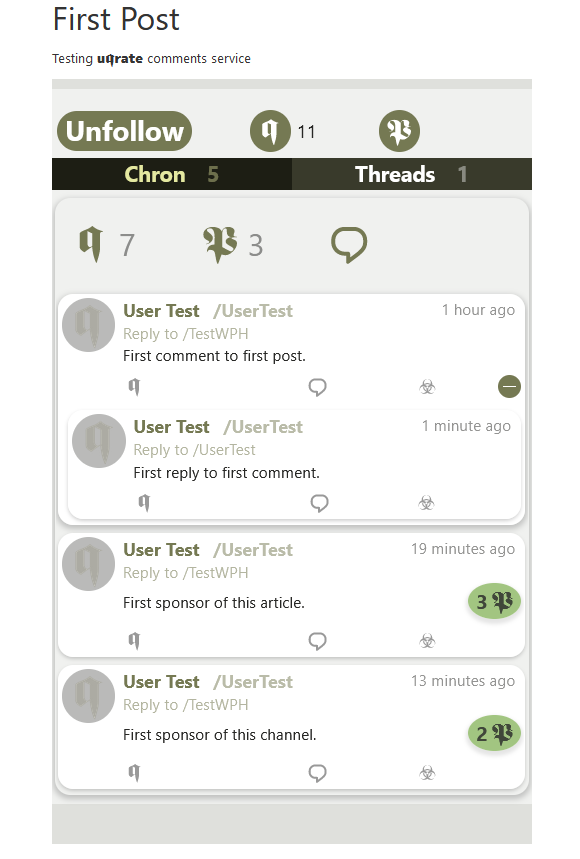 First Post
Testing uqrate comments service
Unfollow 11
Chron 5 Threads 1
7 3
User Test /UserTest 1 hour ago
Reply to /TestWPH
First comment to first post.
User Test /UserTest 1 minute ago
Reply to /UserTest
First reply to first comment.
User Test /UserTest 19 minutes ago
Reply to /TestWPH
First sponsor of this article.
3
User Test /UserTest 13 minutes ago
Reply to /TestWPH
First sponsor of this channel.
2